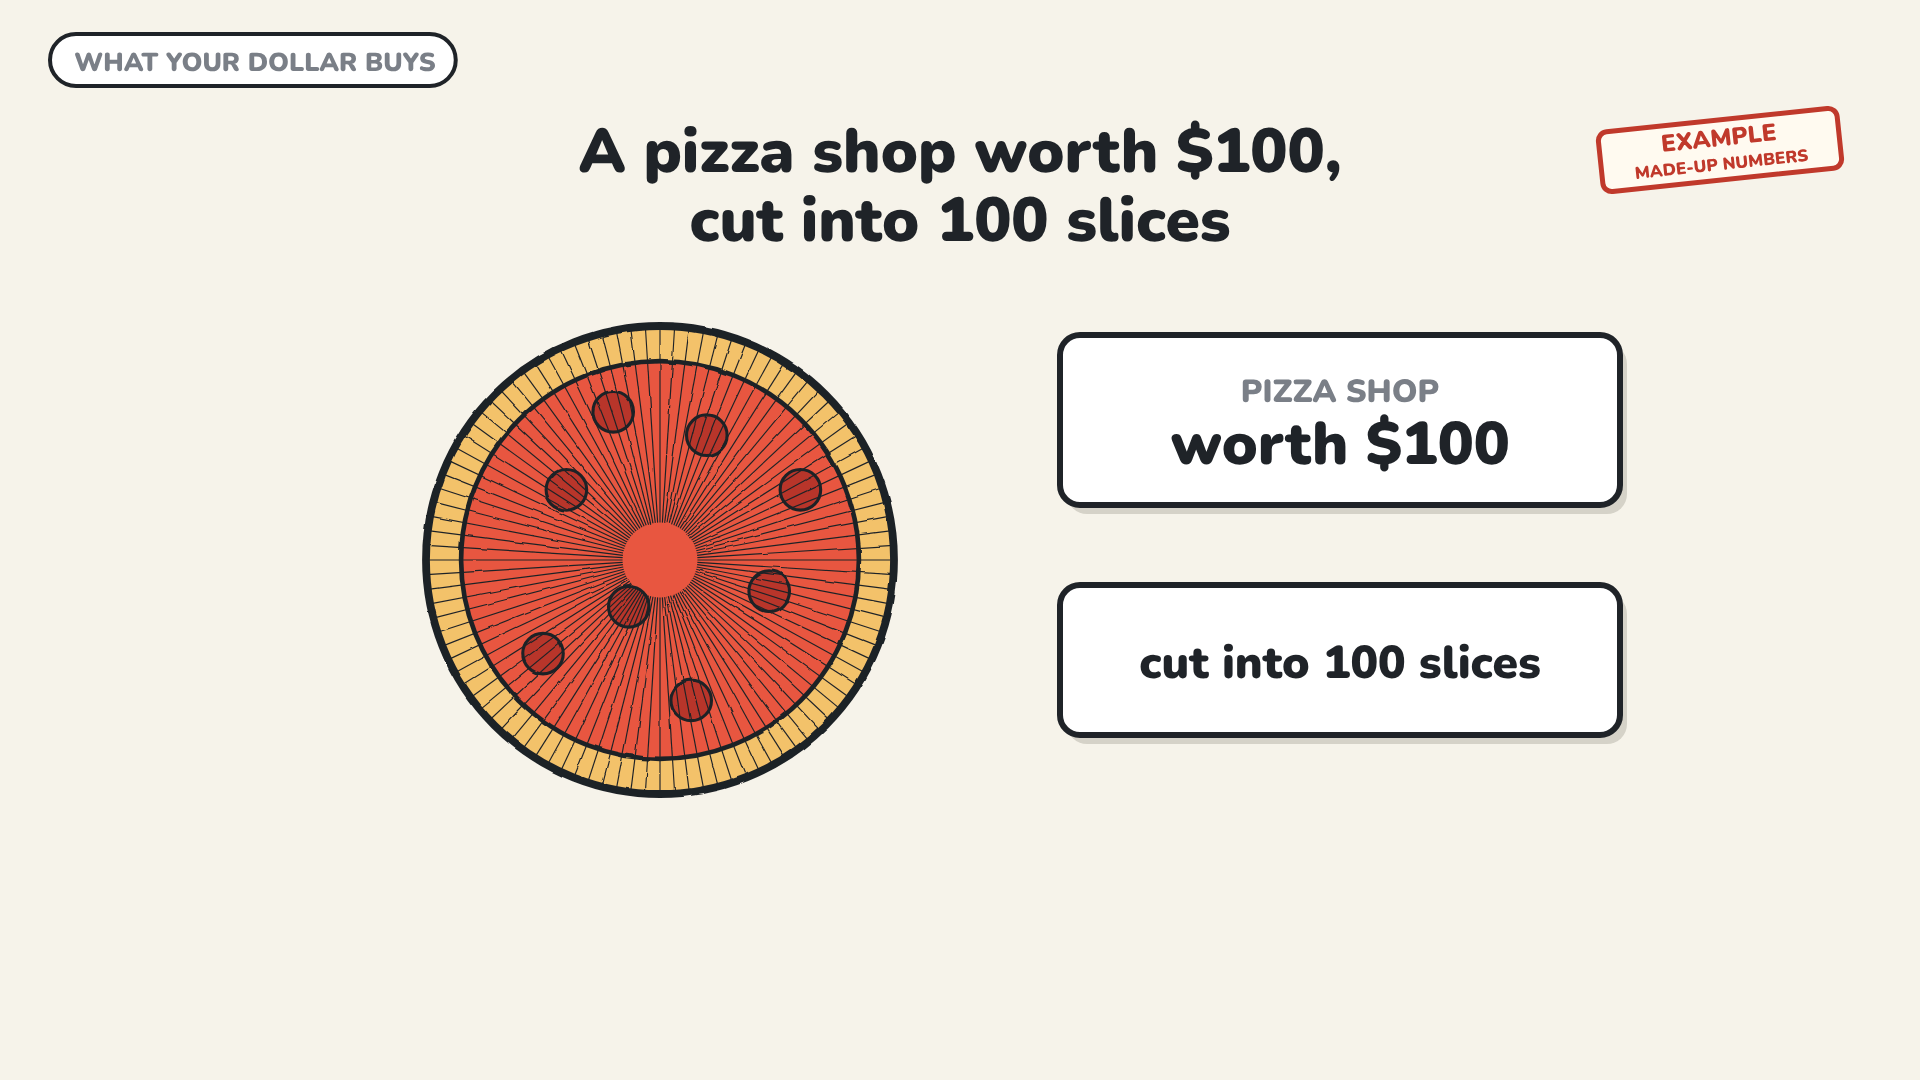 WHAT YOUR DOLLAR BUYS
A pizza shop worth $100,
cut into 100 slices
EXAMPLE
MADE-UP NUMBERS
PIZZA SHOP
worth $100
cut into 100 slices